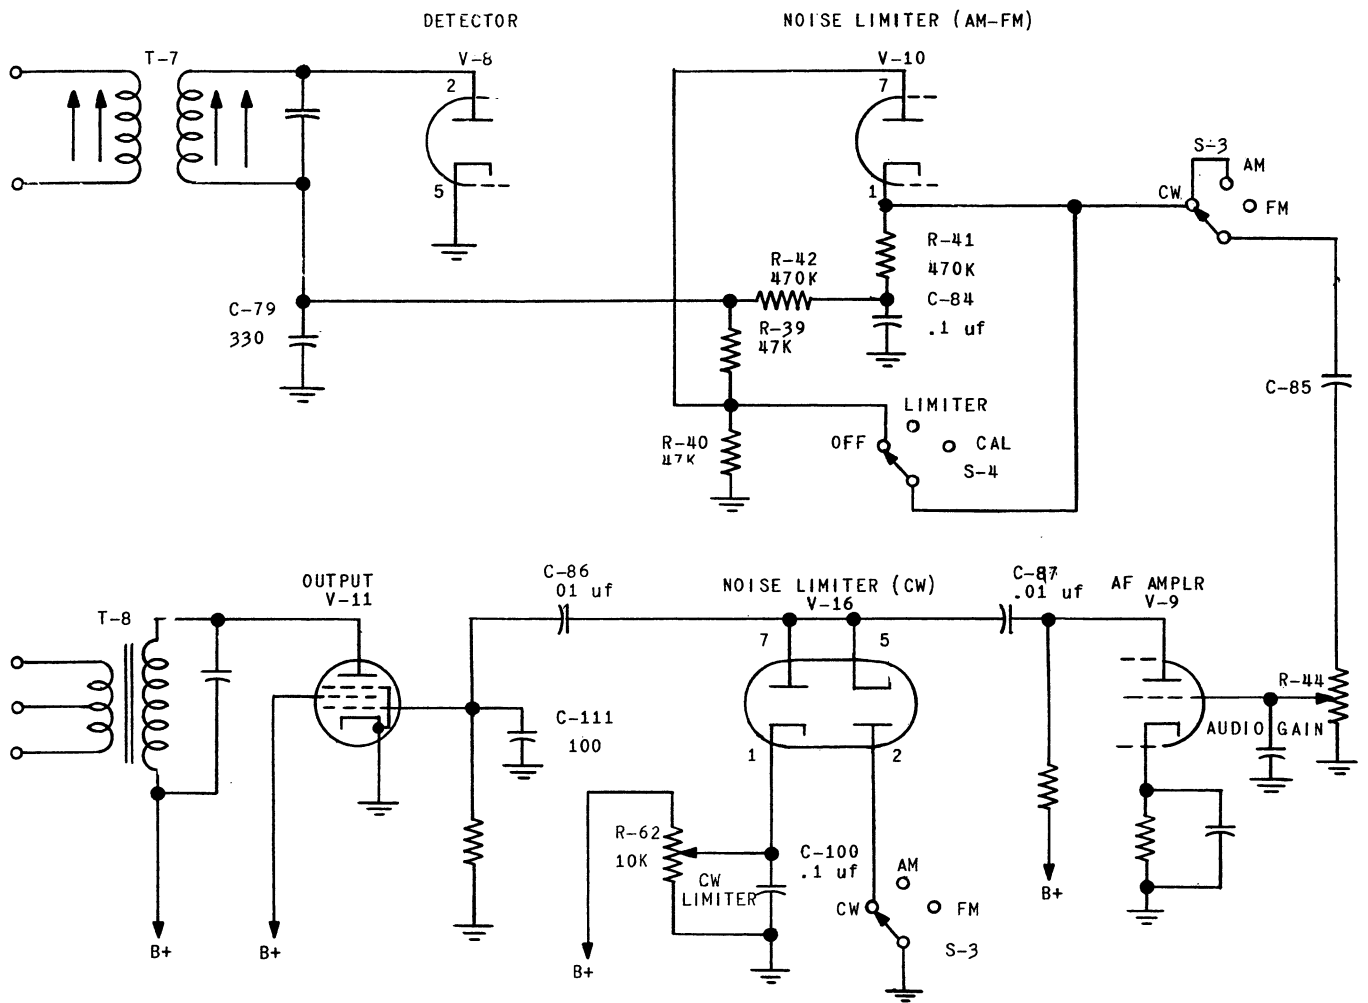 DETECTOR
NOISE LIMITER (AM-FM)
T-7
V-8
2
5
V-10
7
1
S-3
AM
CW
FM
R-41
470K
R-42
470K
C-84
.1 uf
C-79
330
R-39
47K
C-85
LIMITER
OFF
CAL
S-4
R-40
47K
OUTPUT
V-11
C-86
01 uf
NOISE LIMITER (CW)
V-16
C-87
.01 uf
AF AMPLR
V-9
T-8
7
5
R-44
AUDIO GAIN
C-111
100
1
2
R-62
10K
CW
LIMITER
C-100
.1 uf
AM
CW
FM
S-3
B+
B+
B+
B+